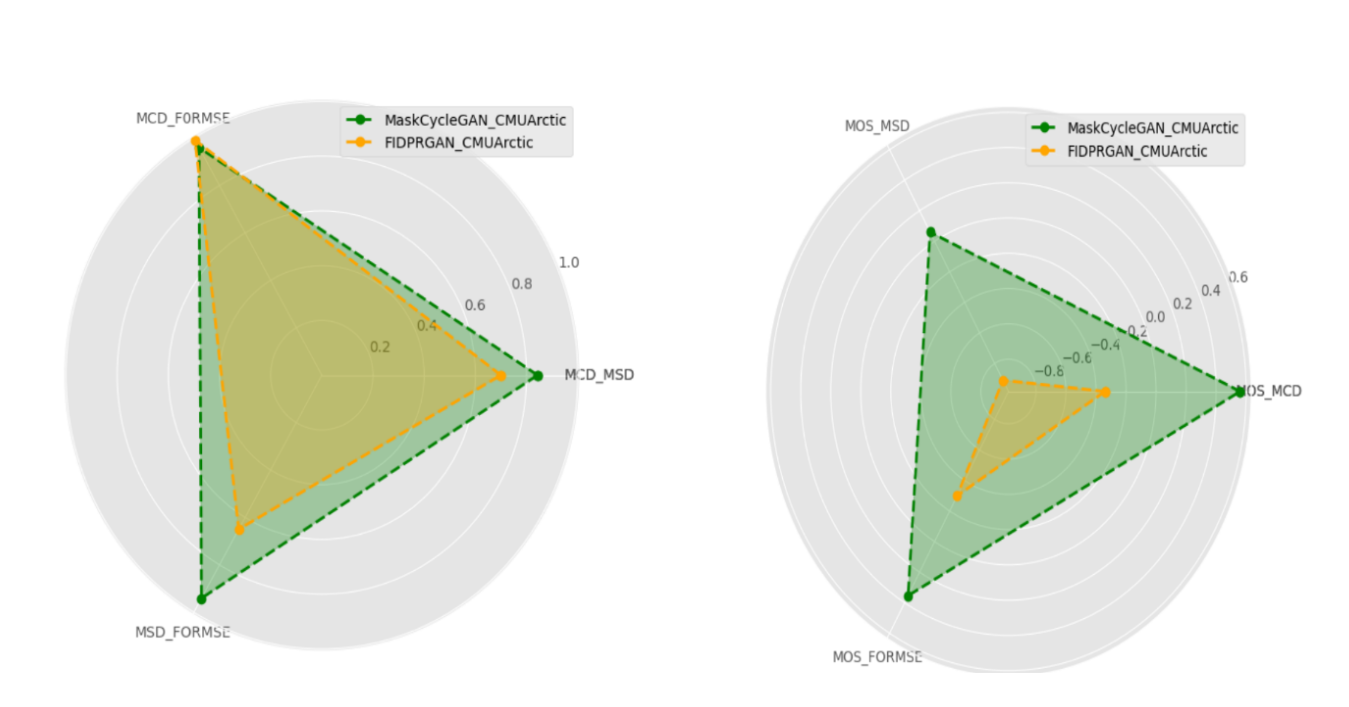 MCD_F0RMSE
MaskCycleGAN_CMUArctic
FIDPRGAN_CMUArctic
1.0
0.8
0.6
0.4
0.2
MCD_MSD
MSD_F0RMSE
MOS_MSD
MaskCycleGAN_CMUArctic
FIDPRGAN_CMUArctic
0.6
0.4
0.2
0.0
−0.2
−0.4
−0.6
−0.8
MOS_MCD
MOS_F0RMSE